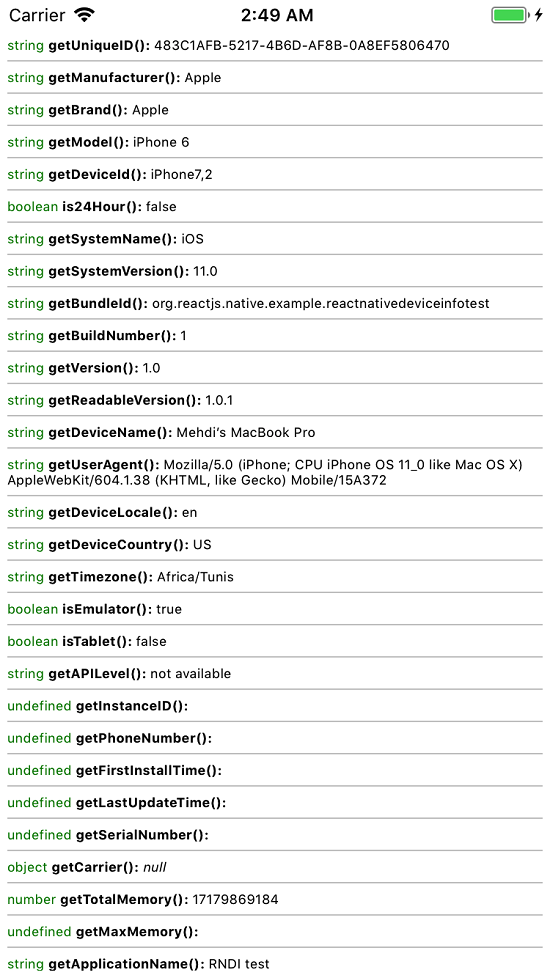 Carrier 2:49 AM
string getUniqueID(): 483C1AFB-5217-4B6D-AF8B-0A8EF5806470
string getManufacturer(): Apple
string getBrand(): Apple
string getModel(): iPhone 6
string getDeviceId(): iPhone7,2
boolean is24Hour(): false
string getSystemName(): iOS
string getSystemVersion(): 11.0
string getBundleId(): org.reactjs.native.example.reactnativedeviceinfotest
string getBuildNumber(): 1
string getVersion(): 1.0
string getReadableVersion(): 1.0.1
string getDeviceName(): Mehdi's MacBook Pro
string getUserAgent(): Mozilla/5.0 (iPhone; CPU iPhone OS 11_0 like Mac OS X)
AppleWebKit/604.1.38 (KHTML, like Gecko) Mobile/15A372
string getDeviceLocale(): en
string getDeviceCountry(): US
string getTimezone(): Africa/Tunis
boolean isEmulator(): true
boolean isTablet(): false
string getAPILevel(): not available
undefined getInstanceID():
undefined getPhoneNumber():
undefined getFirstInstallTime():
undefined getLastUpdateTime():
undefined getSerialNumber():
object getCarrier(): null
number getTotalMemory(): 17179869184
undefined getMaxMemory():
string getApplicationName(): RNDI test